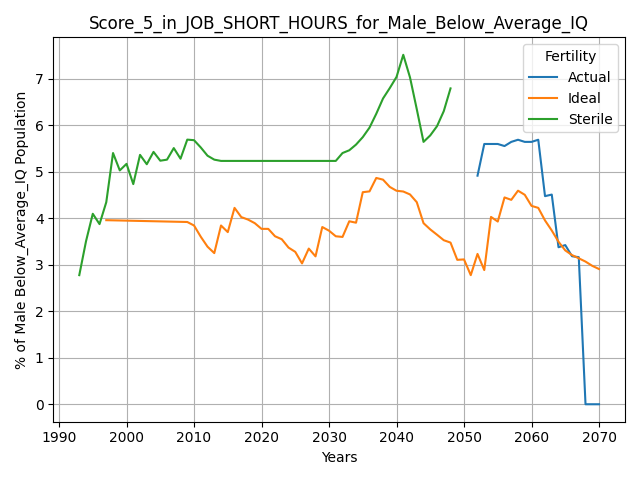 Score_5_in_JOB_SHORT_HOURS_for_Male_Below_Average_IQ
% of Male Below_Average_IQ Population
7
6
5
4
3
2
1
0
Fertility
Actual
Ideal
Sterile
1990 2000 2010 2020 2030 2040 2050 2060 2070
Years